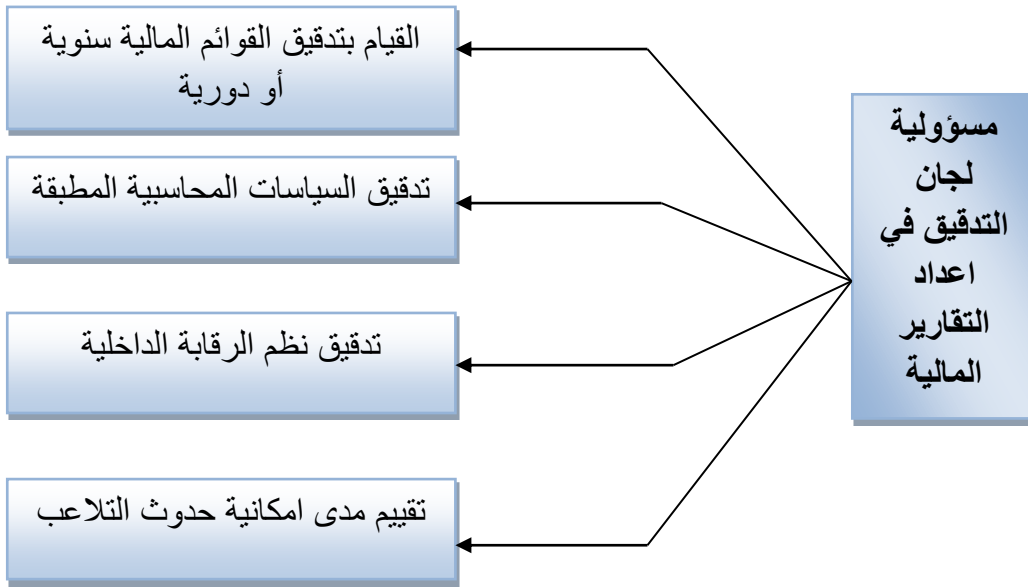 مسؤولية
لجان
التدقيق في
اعداد
التقارير
المالية
القيام بتدقيق القوائم المالية سنوية
أو دورية
تدقيق السياسات المحاسبية المطبقة
تدقيق نظم الرقابة الداخلية
تقييم مدى امكانية حدوث التلاعب